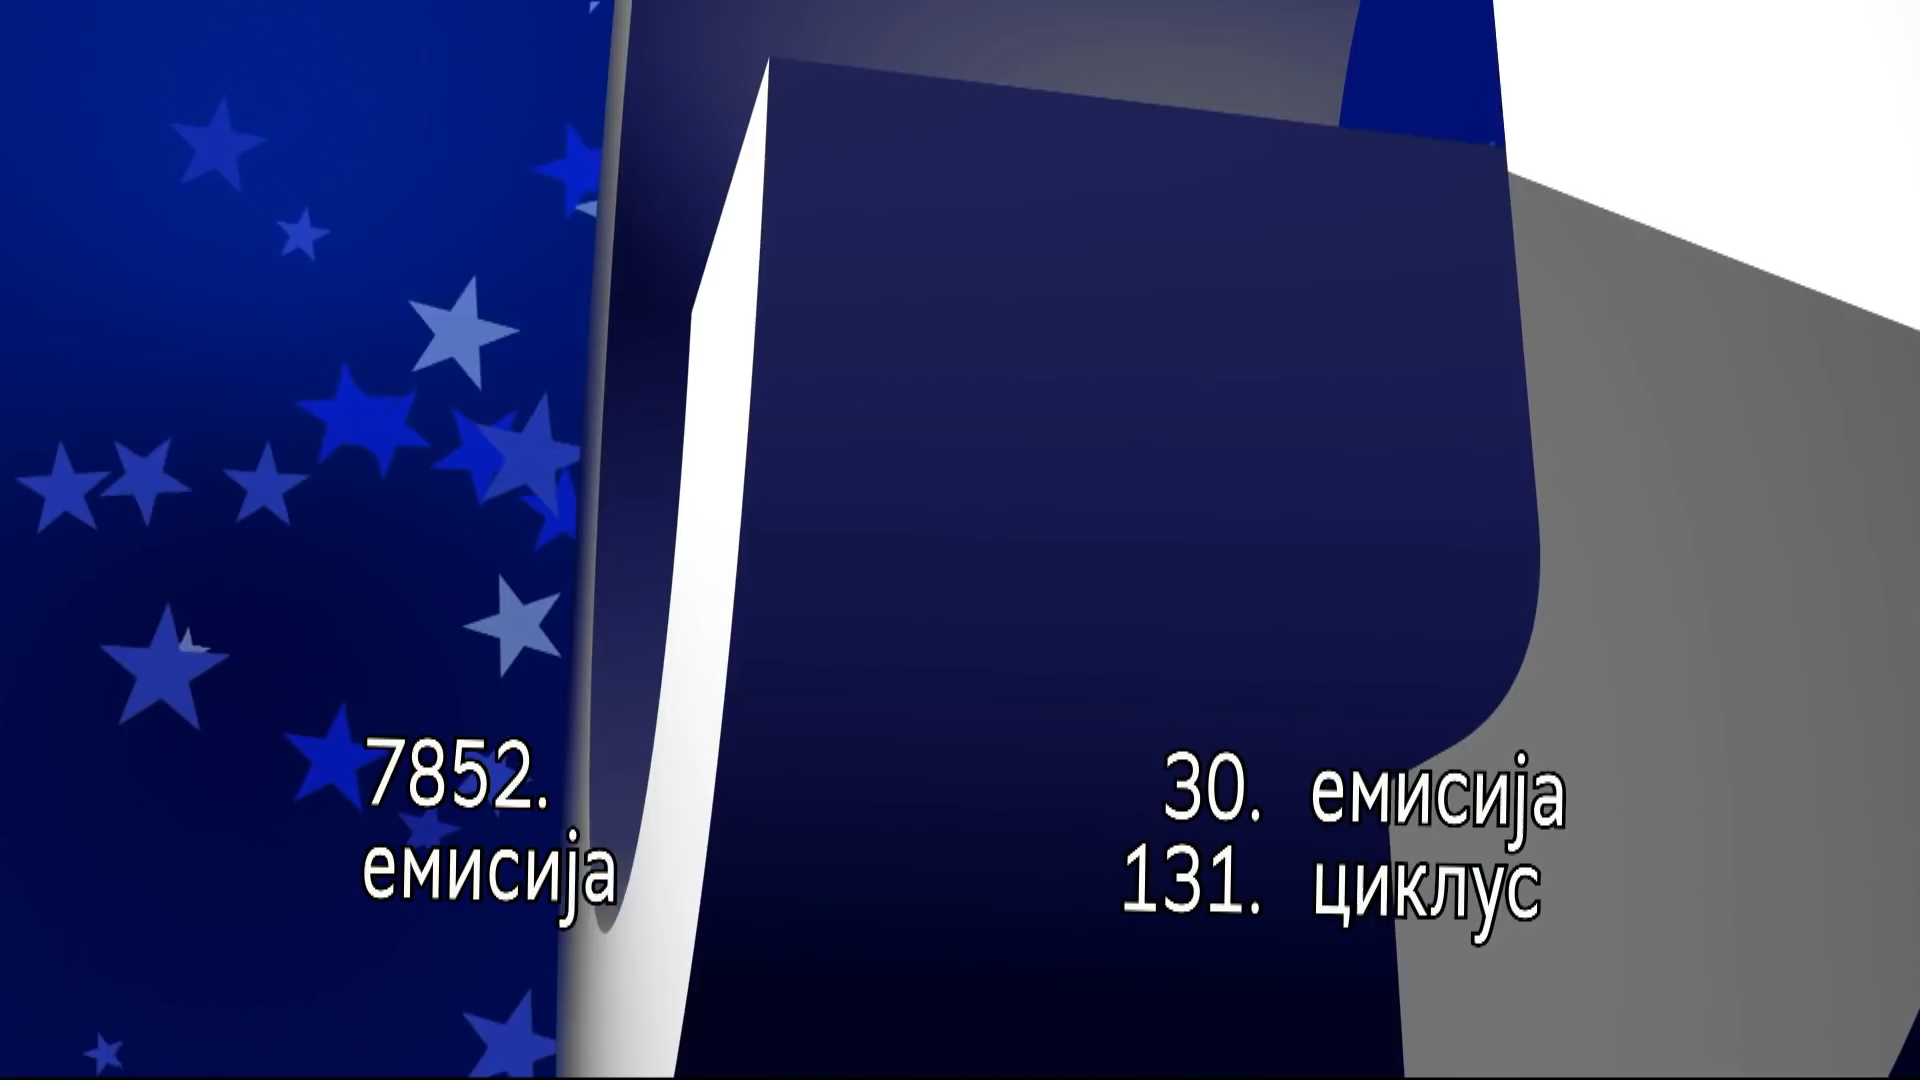 7852.
емисија
30. емисија
131. циклус